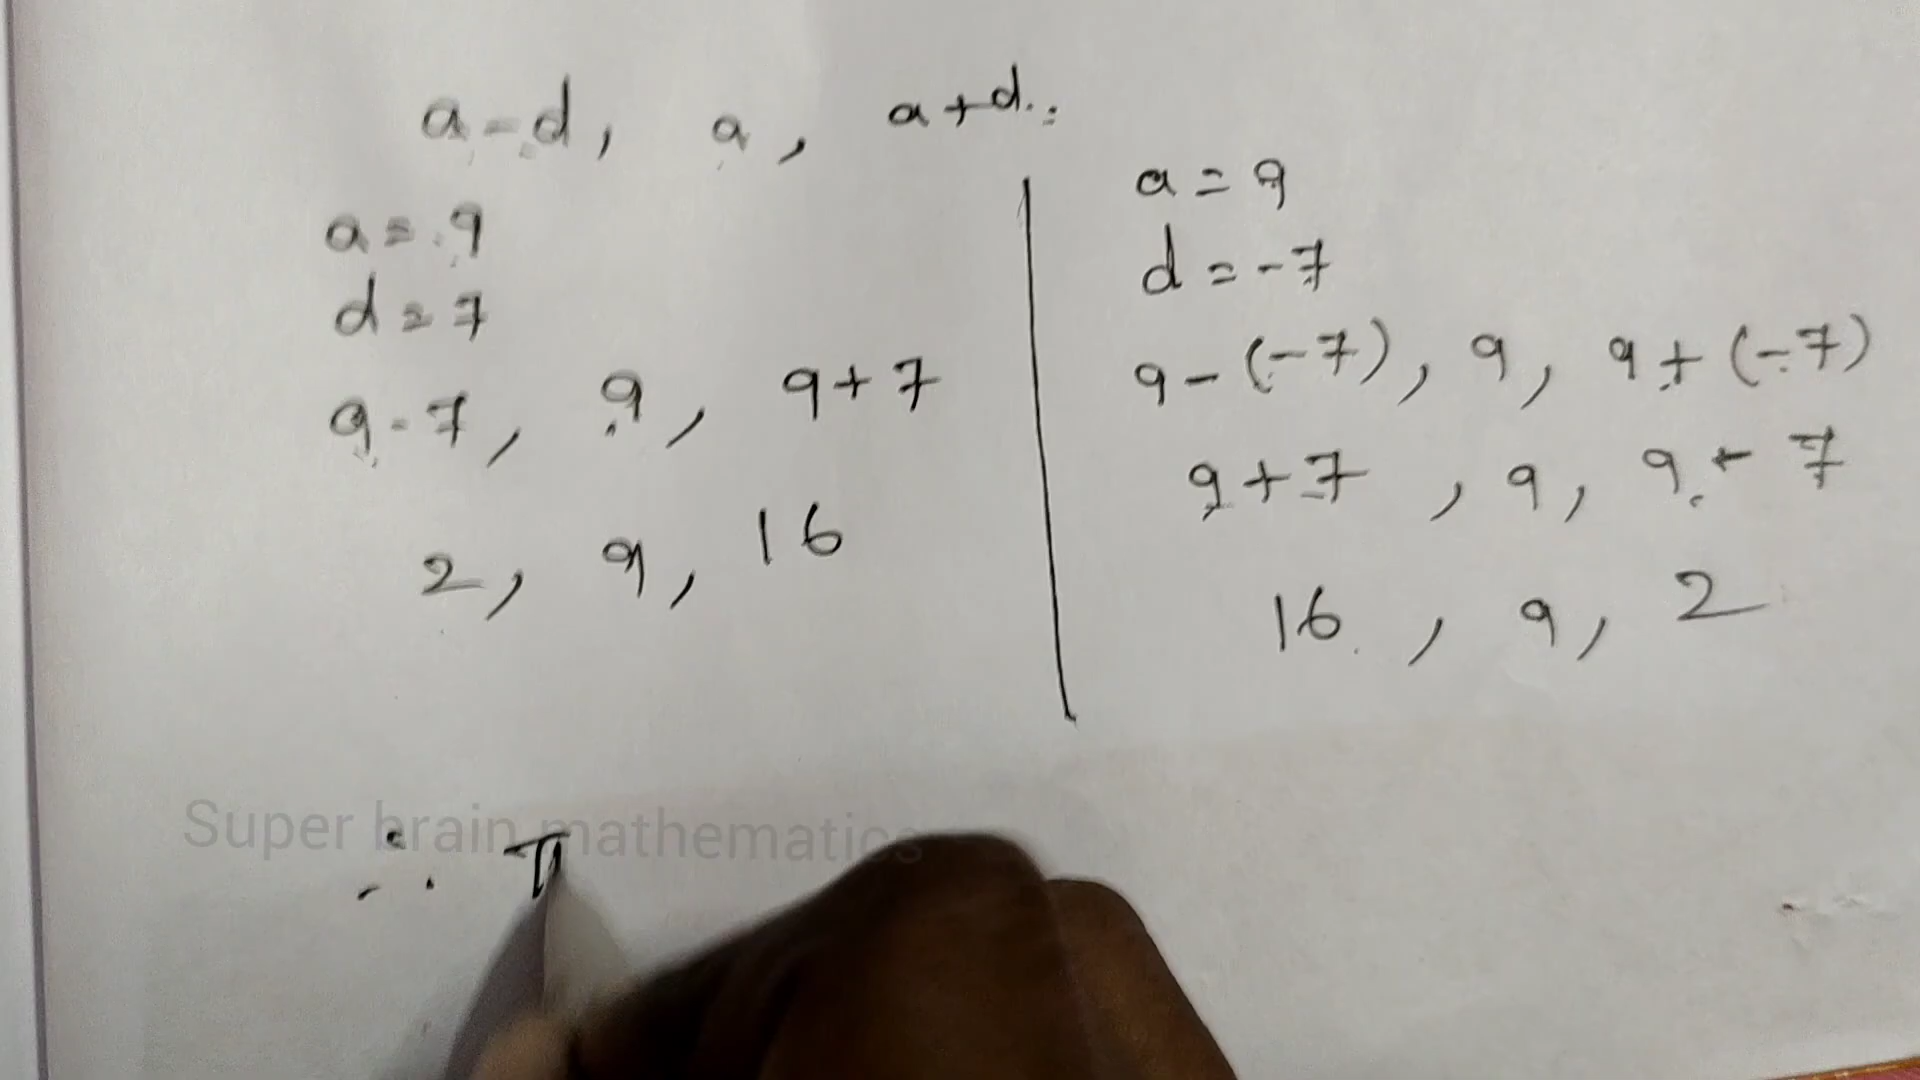 a-d, a, a+d.
a = 9
d = 7
9-7, 9, 9+7
2, 9, 16
a = 9
d = -7
9-(-7), 9, 9+(-7)
9+7, 9, 9-7
16, 9, 2
Super brain mathematics
∴